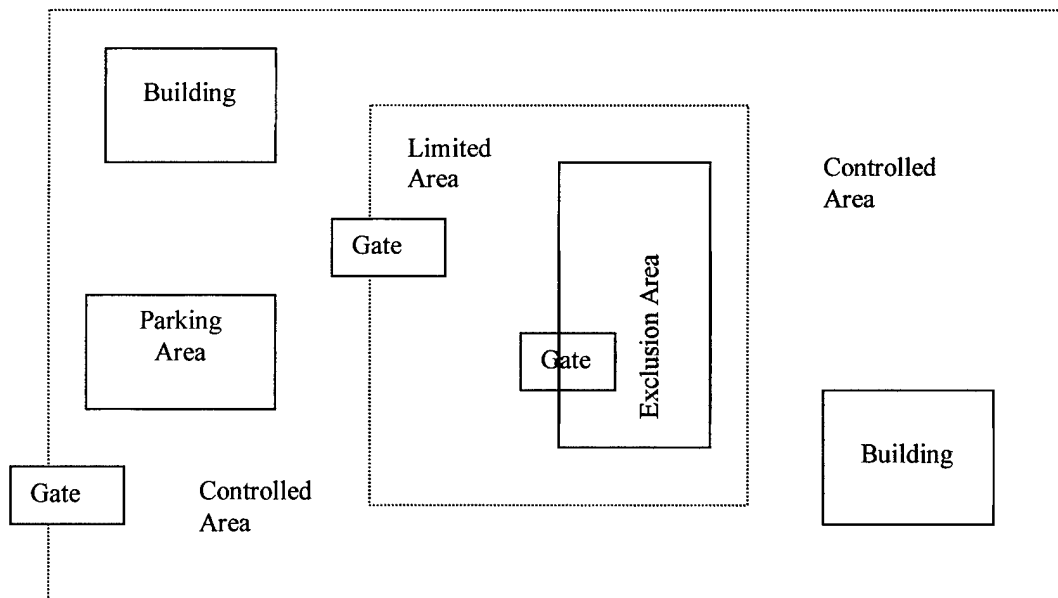 Building
Limited
Area
Controlled
Area
Gate
Parking
Area
Exclusion Area
Gate
Building
Gate
Controlled
Area